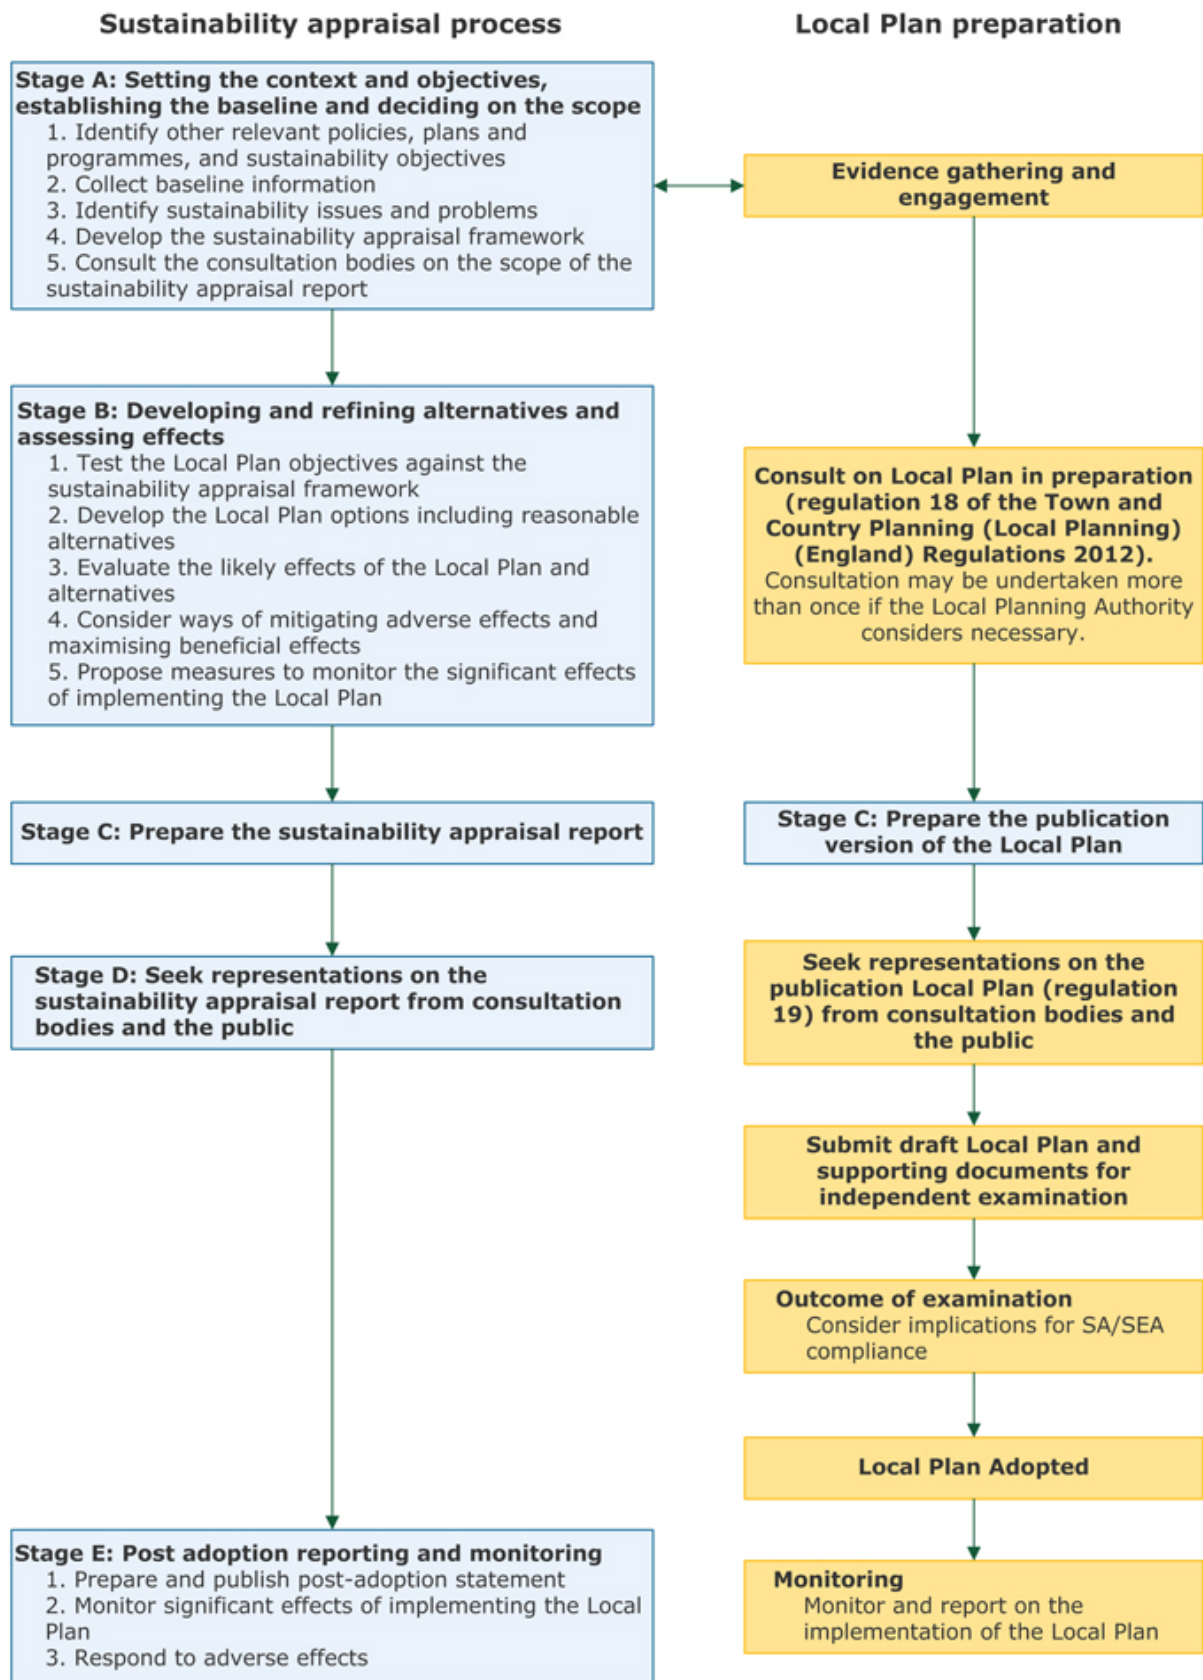 Sustainability appraisal process
Local Plan preparation
Stage A: Setting the context and objectives,
establishing the baseline and deciding on the scope
1. Identify other relevant policies, plans and
programmes, and sustainability objectives
2. Collect baseline information
3. Identify sustainability issues and problems
4. Develop the sustainability appraisal framework
5. Consult the consultation bodies on the scope of the
sustainability appraisal report
Evidence gathering and
engagement
Stage B: Developing and refining alternatives and
assessing effects
1. Test the Local Plan objectives against the
sustainability appraisal framework
2. Develop the Local Plan options including reasonable
alternatives
3. Evaluate the likely effects of the Local Plan and
alternatives
4. Consider ways of mitigating adverse effects and
maximising beneficial effects
5. Propose measures to monitor the significant effects
of implementing the Local Plan
Consult on Local Plan in preparation
(regulation 18 of the Town and
Country Planning (Local Planning)
(England) Regulations 2012).
Consultation may be undertaken more
than once if the Local Planning Authority
considers necessary.
Stage C: Prepare the sustainability appraisal report
Stage C: Prepare the publication
version of the Local Plan
Stage D: Seek representations on the
sustainability appraisal report from consultation
bodies and the public
Seek representations on the
publication Local Plan (regulation
19) from consultation bodies and
the public
Submit draft Local Plan and
supporting documents for
independent examination
Outcome of examination
Consider implications for SA/SEA
compliance
Local Plan Adopted
Stage E: Post adoption reporting and monitoring
1. Prepare and publish post-adoption statement
2. Monitor significant effects of implementing the Local
Plan
3. Respond to adverse effects
Monitoring
Monitor and report on the
implementation of the Local Plan